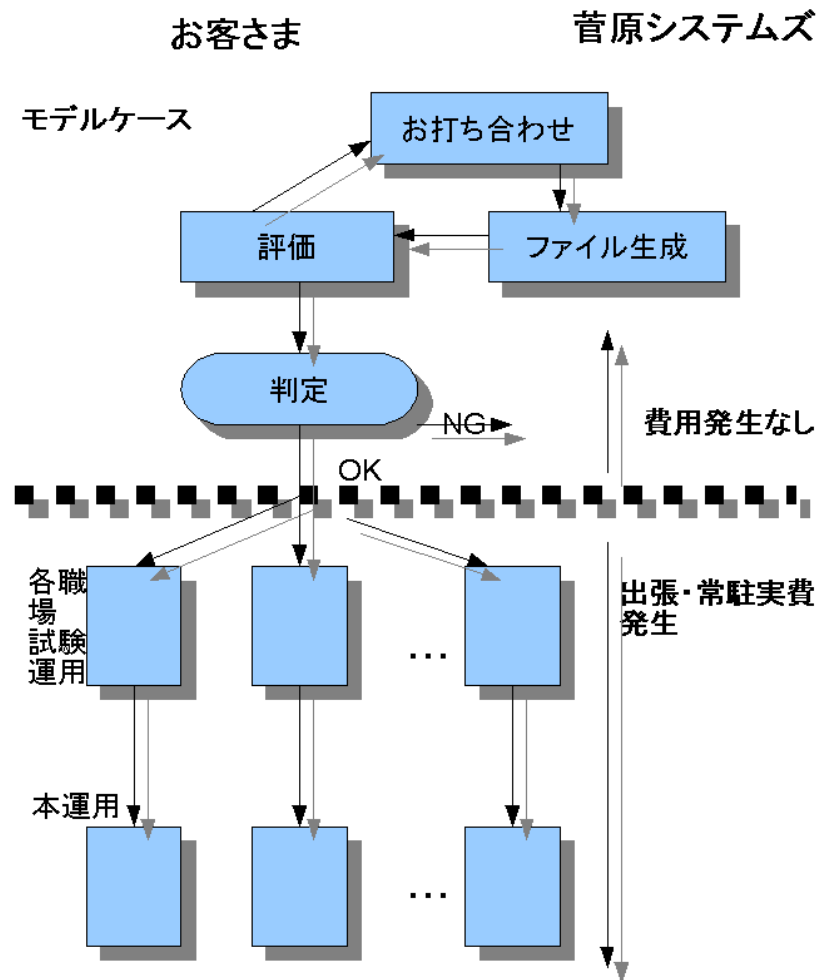 お客さま
菅原システムズ
モデルケース
お打ち合わせ
評価
ファイル生成
判定
NG
費用発生なし
OK
各職
場
試験
運用
出張・常駐実費
発生
...
本運用
...